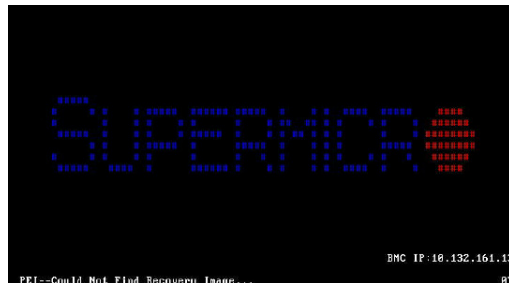 SUPERMICRO
BMC IP:10.132.161.1
PEI--Could Not Find Recovery Image...